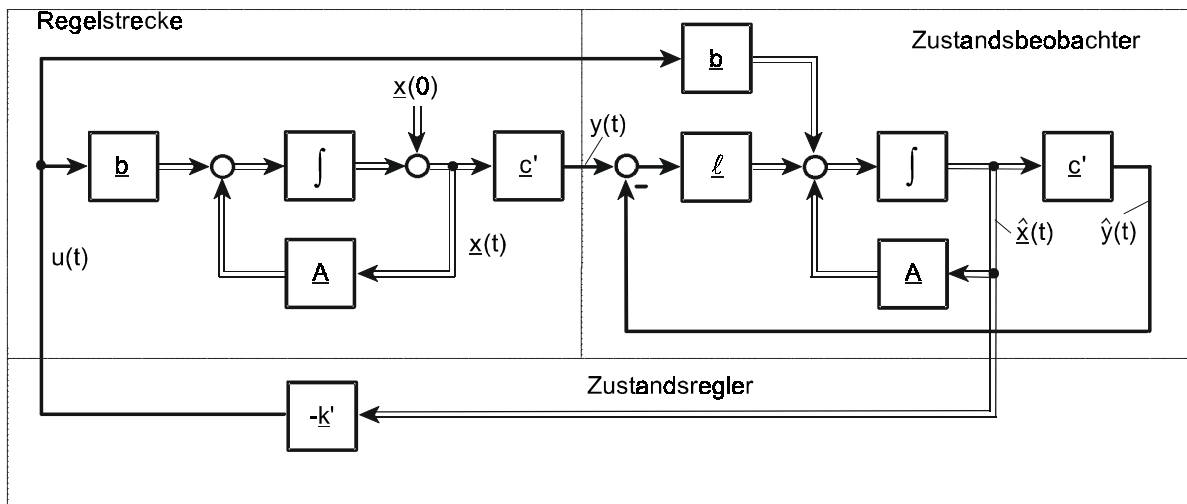 Regelstrecke
Zustandsbeobachter
b
x(0)
y(t)
b
∫
c'
ℓ
∫
c'
-
u(t)
A
x(t)
A
x̂(t)
ŷ(t)
Zustandsregler
-k'